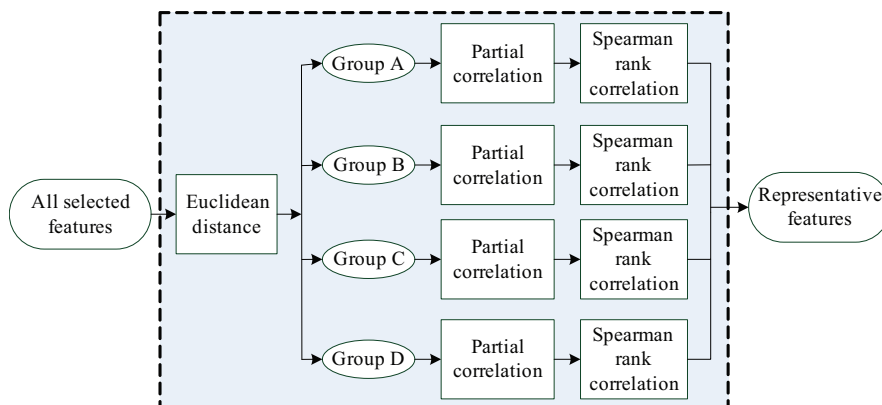 All selected
features
Euclidean
distance
Group A
Partial
correlation
Spearman
rank
correlation
Group B
Partial
correlation
Spearman
rank
correlation
Group C
Partial
correlation
Spearman
rank
correlation
Group D
Partial
correlation
Spearman
rank
correlation
Representative
features